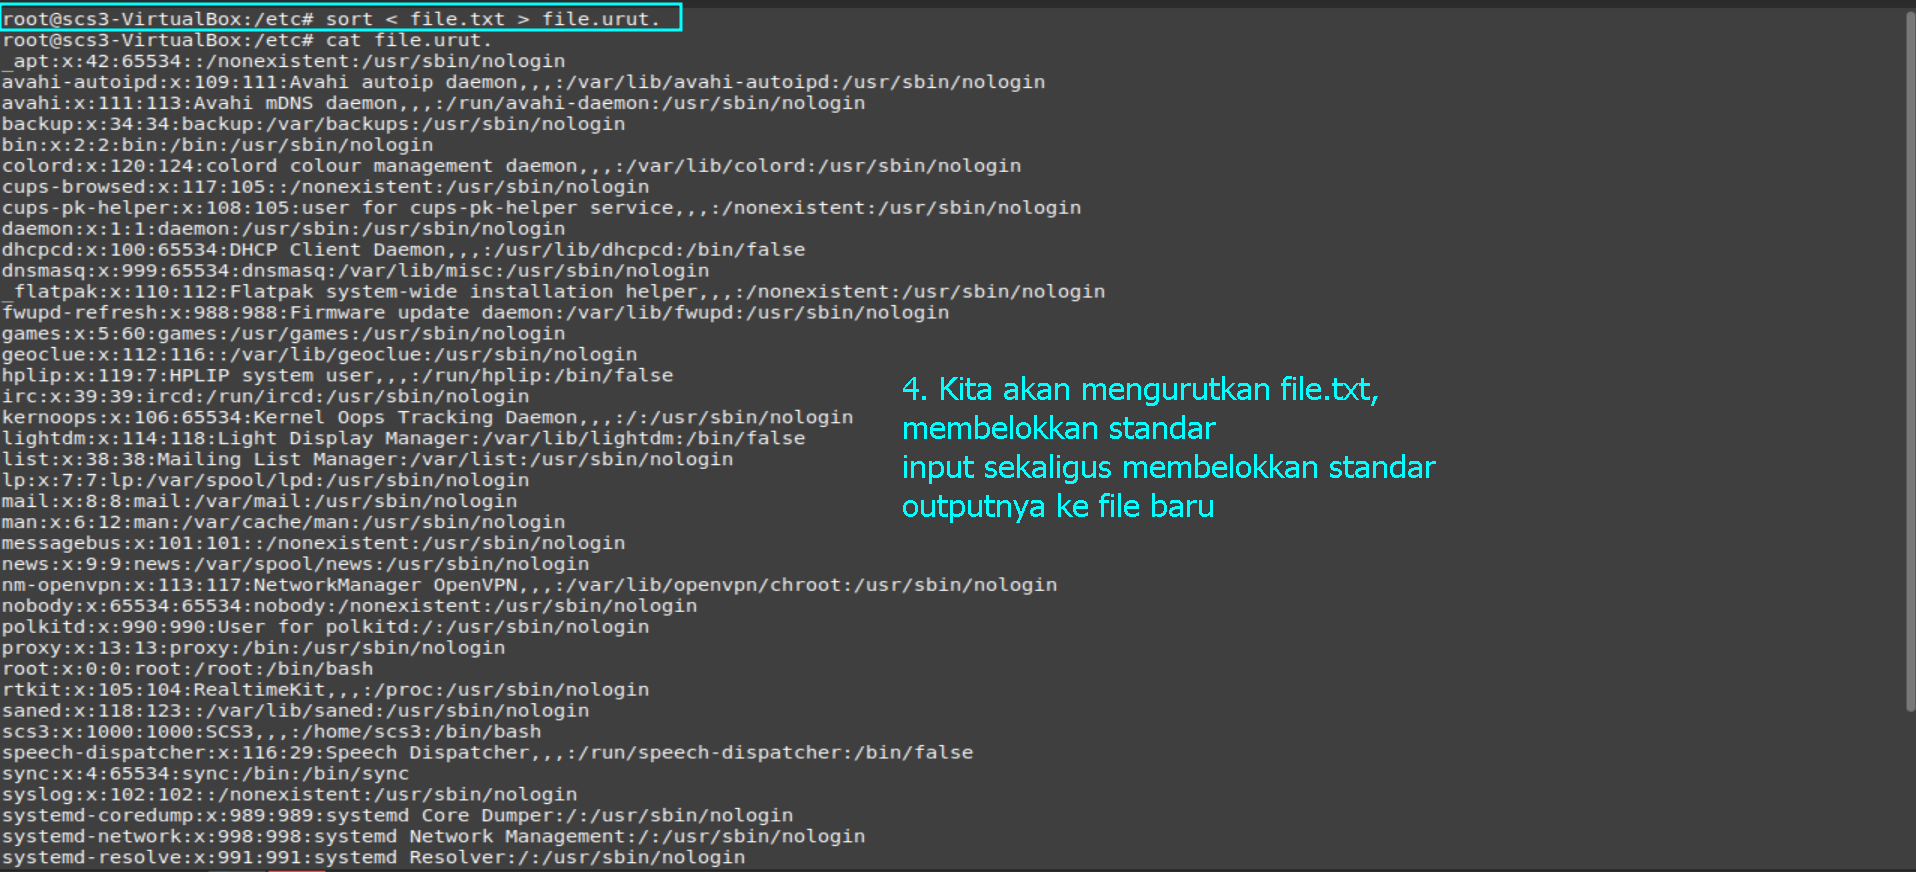 root@scs3-VirtualBox:/etc# sort < file.txt > file.urut.
root@scs3-VirtualBox:/etc# cat file.urut.
_apt:x:42:65534::/nonexistent:/usr/sbin/nologin
avahi-autoipd:x:109:111:Avahi autoip daemon,,,:/var/lib/avahi-autoipd:/usr/sbin/nologin
avahi:x:111:113:Avahi mDNS daemon,,,:/run/avahi-daemon:/usr/sbin/nologin
backup:x:34:34:backup:/var/backups:/usr/sbin/nologin
bin:x:2:2:bin:/bin:/usr/sbin/nologin
colord:x:120:124:colord colour management daemon,,,:/var/lib/colord:/usr/sbin/nologin
cups-browsed:x:117:105::/nonexistent:/usr/sbin/nologin
cups-pk-helper:x:108:105:user for cups-pk-helper service,,,:/nonexistent:/usr/sbin/nologin
daemon:x:1:1:daemon:/usr/sbin:/usr/sbin/nologin
dhcpcd:x:100:65534:DHCP Client Daemon,,,:/usr/lib/dhcpcd:/bin/false
dnsmasq:x:999:65534:dnsmasq:/var/lib/misc:/usr/sbin/nologin
_flatpak:x:110:112:Flatpak system-wide installation helper,,,:/nonexistent:/usr/sbin/nologin
fwupd-refresh:x:988:988:Firmware update daemon:/var/lib/fwupd:/usr/sbin/nologin
games:x:5:60:games:/usr/games:/usr/sbin/nologin
geoclue:x:112:116::/var/lib/geoclue:/usr/sbin/nologin
hplip:x:119:7:HPLIP system user,,,:/run/hplip:/bin/false
irc:x:39:39:ircd:/run/ircd:/usr/sbin/nologin
kernoops:x:106:65534:Kernel Oops Tracking Daemon,,,:/:/usr/sbin/nologin
lightdm:x:114:118:Light Display Manager:/var/lib/lightdm:/bin/false
list:x:38:38:Mailing List Manager:/var/list:/usr/sbin/nologin
lp:x:7:7:lp:/var/spool/lpd:/usr/sbin/nologin
mail:x:8:8:mail:/var/mail:/usr/sbin/nologin
man:x:6:12:man:/var/cache/man:/usr/sbin/nologin
messagebus:x:101:101::/nonexistent:/usr/sbin/nologin
news:x:9:9:news:/var/spool/news:/usr/sbin/nologin
nm-openvpn:x:113:117:NetworkManager OpenVPN,,,:/var/lib/openvpn/chroot:/usr/sbin/nologin
nobody:x:65534:65534:nobody:/nonexistent:/usr/sbin/nologin
polkitd:x:990:990:User for polkitd:/:/usr/sbin/nologin
proxy:x:13:13:proxy:/bin:/usr/sbin/nologin
root:x:0:0:root:/root:/bin/bash
rtkit:x:105:104:RealtimeKit,,,:/proc:/usr/sbin/nologin
saned:x:118:123::/var/lib/saned:/usr/sbin/nologin
scs3:x:1000:1000:SCS3,,,:/home/scs3:/bin/bash
speech-dispatcher:x:116:29:Speech Dispatcher,,,:/run/speech-dispatcher:/bin/false
sync:x:4:65534:sync:/bin:/bin/sync
syslog:x:102:102::/nonexistent:/usr/sbin/nologin
systemd-coredump:x:989:989:systemd Core Dumper:/:/usr/sbin/nologin
systemd-network:x:998:998:systemd Network Management:/:/usr/sbin/nologin
systemd-resolve:x:991:991:systemd Resolver:/:/usr/sbin/nologin
4. Kita akan mengurutkan file.txt,
membelokkan standar
input sekaligus membelokkan standar
outputnya ke file baru